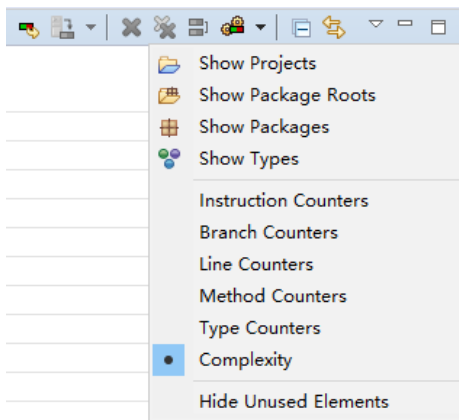 Show Projects
Show Package Roots
Show Packages
Show Types
Instruction Counters
Branch Counters
Line Counters
Method Counters
Type Counters
Complexity
Hide Unused Elements